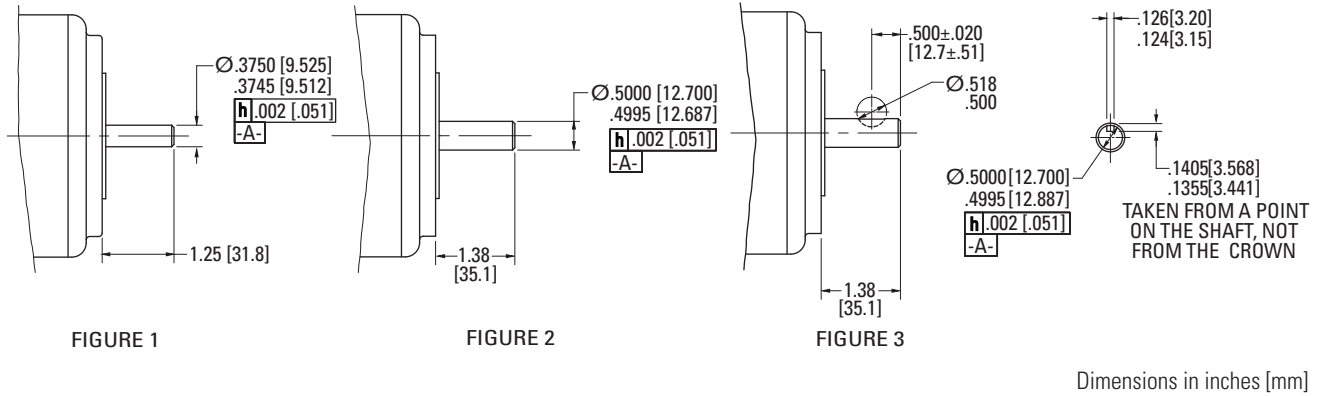 Ø.3750 [9.525]
.3745 [9.512]
h .002 [.051]
-A-
1.25 [31.8]
FIGURE 1
Ø.5000 [12.700]
.4995 [12.687]
h .002 [.051]
-A-
1.38
[35.1]
FIGURE 2
.500±.020
[12.7±.51]
Ø.518
.500
1.38
[35.1]
FIGURE 3
.126[3.20]
.124[3.15]
Ø.5000[12.700]
.4995 [12.887]
h .002 [.051]
-A-
.1405[3.568]
.1355[3.441]
TAKEN FROM A POINT
ON THE SHAFT, NOT
FROM THE CROWN
Dimensions in inches [mm]